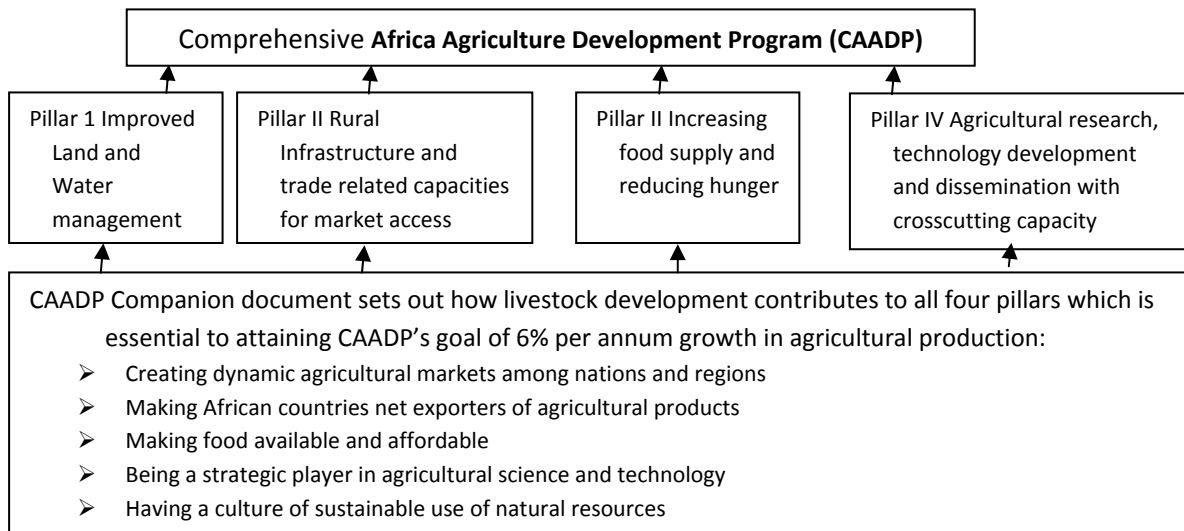 Comprehensive Africa Agriculture Development Program (CAADP)
Pillar 1 Improved
Land and
Water
management
Pillar II Rural
Infrastructure and
trade related capacities
for market access
Pillar II Increasing
food supply and
reducing hunger
Pillar IV Agricultural research,
technology development
and dissemination with
crosscutting capacity
CAADP Companion document sets out how livestock development contributes to all four pillars which is
essential to attaining CAADP’s goal of 6% per annum growth in agricultural production:
➢ Creating dynamic agricultural markets among nations and regions
➢ Making African countries net exporters of agricultural products
➢ Making food available and affordable
➢ Being a strategic player in agricultural science and technology
➢ Having a culture of sustainable use of natural resources